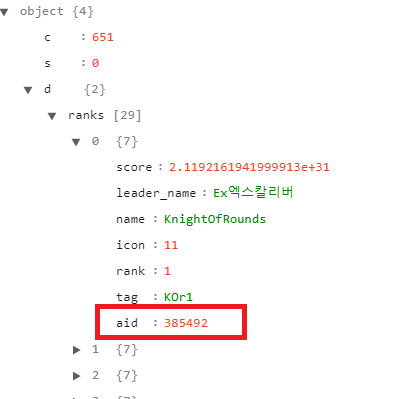 ▼ object {4}
c : 651
s : 0
▼ d {2}
▼ ranks [29]
▼ 0 {7}
score : 2.1192161941999913e+31
leader_name : Ex엑스칼리버
name : KnightOfRounds
icon : 11
rank : 1
tag : KOr1
aid : 385492
▶ 1 {7}
▶ 2 {7}